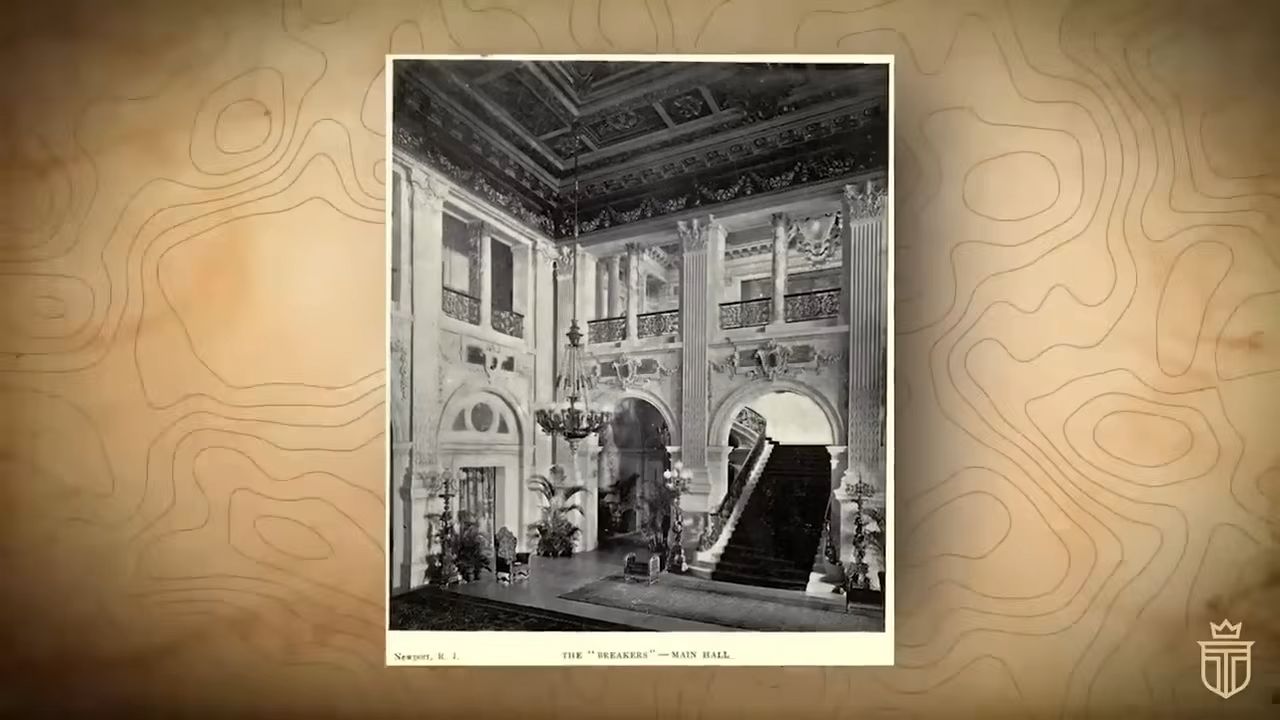 Newport, R. I.
THE "BREAKERS" — MAIN HALL